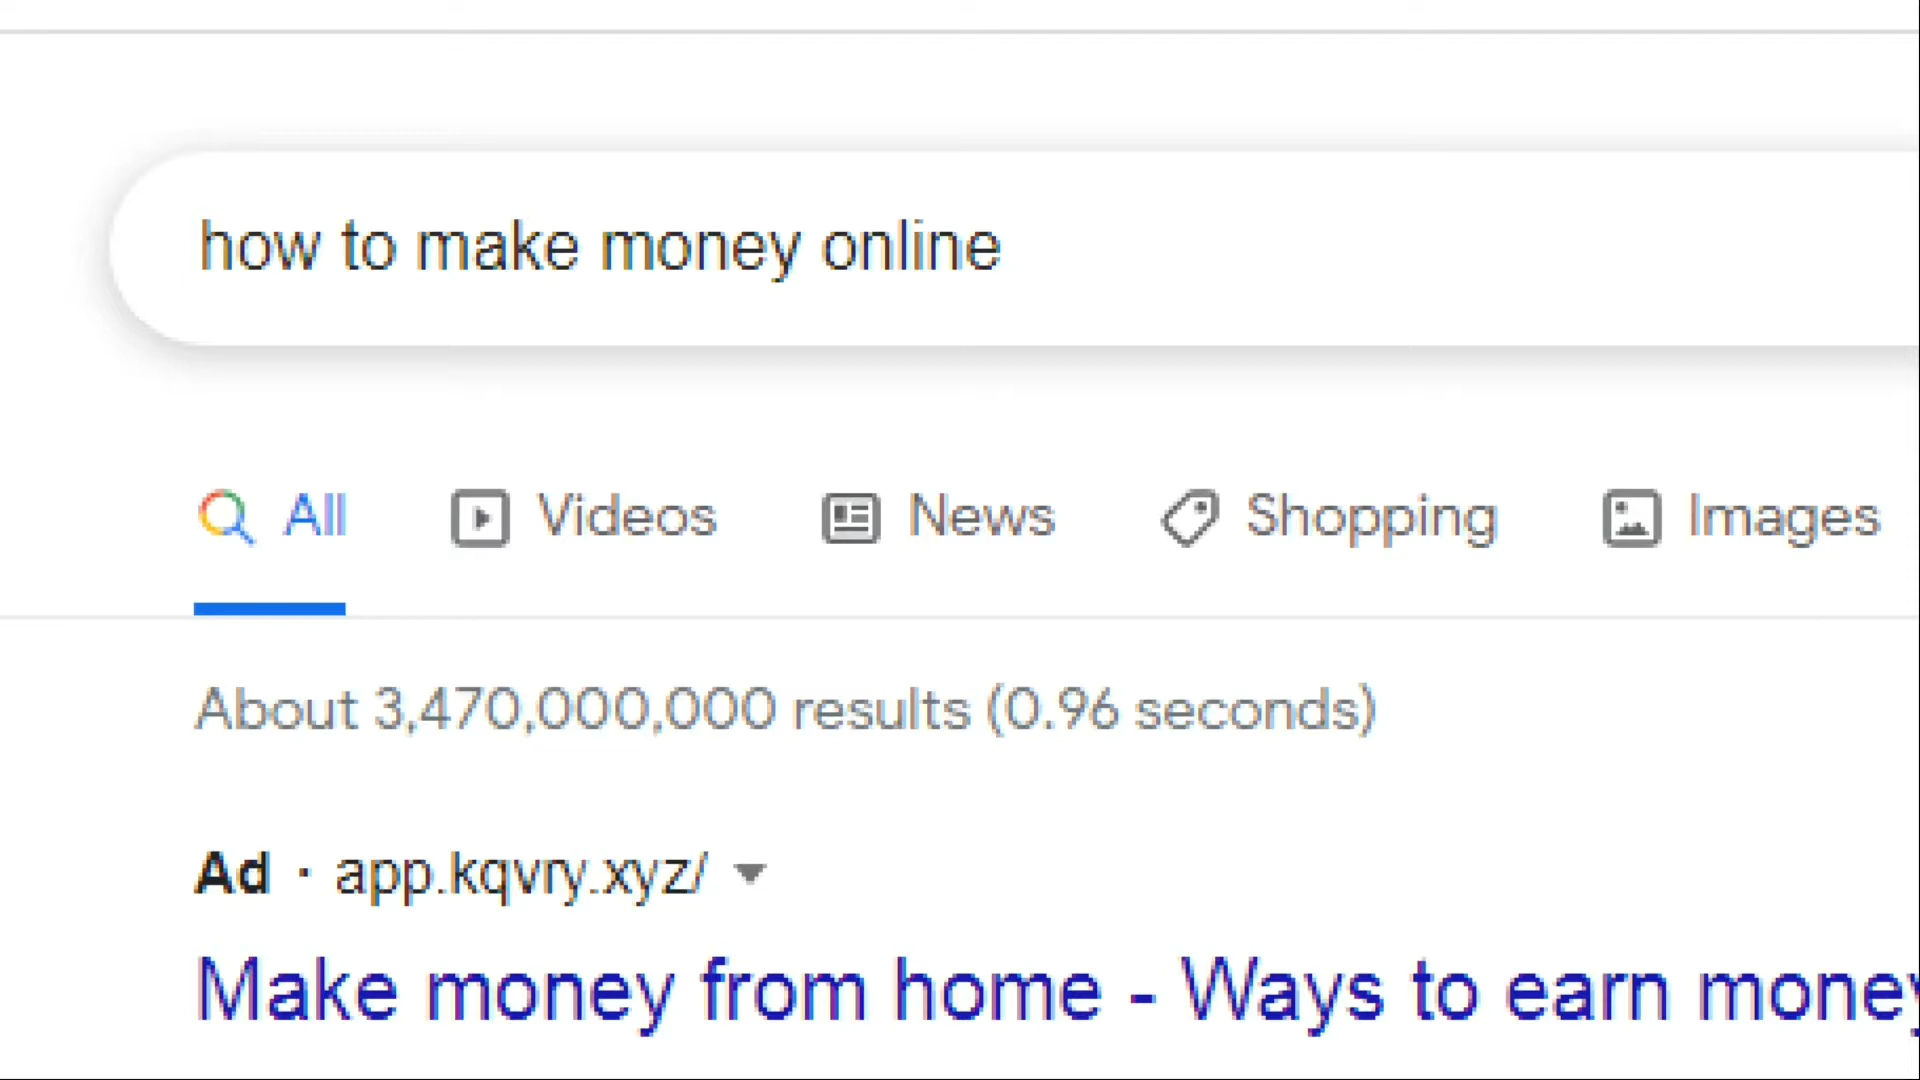 how to make money online
All Videos News Shopping Images
About 3,470,000,000 results (0.96 seconds)
Ad · app.kqvry.xyz/
Make money from home - Ways to earn money